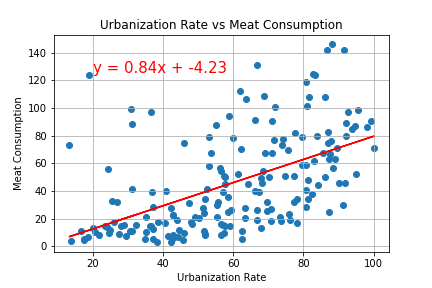 Urbanization Rate vs Meat Consumption
y = 0.84x + -4.23
140
120
100
80
60
40
20
0
Meat Consumption
20 40 60 80 100
Urbanization Rate